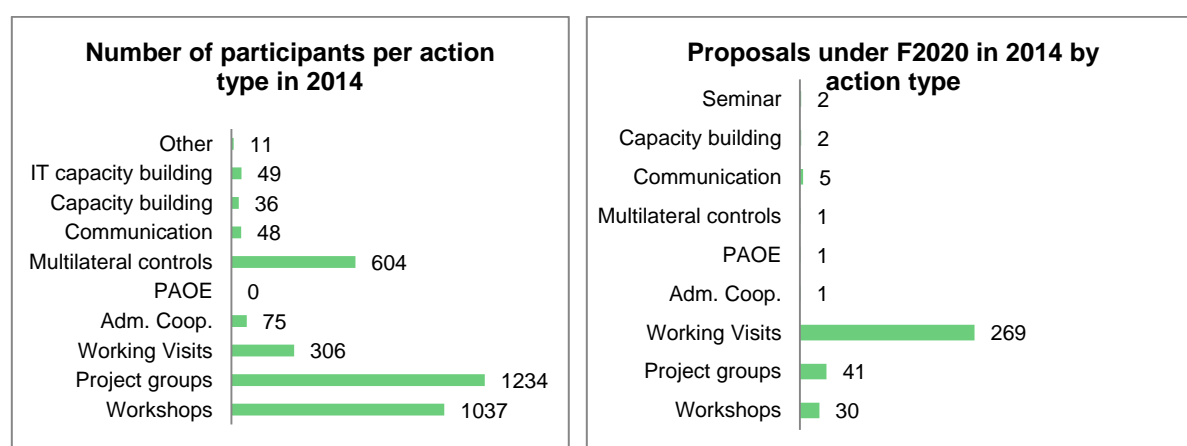 Number of participants per action
type in 2014
Other 11
IT capacity building 49
Capacity building 36
Communication 48
Multilateral controls 604
PAOE 0
Adm. Coop. 75
Working Visits 306
Project groups 1234
Workshops 1037
Proposals under F2020 in 2014 by
action type
Seminar 2
Capacity building 2
Communication 5
Multilateral controls 1
PAOE 1
Adm. Coop. 1
Working Visits 269
Project groups 41
Workshops 30